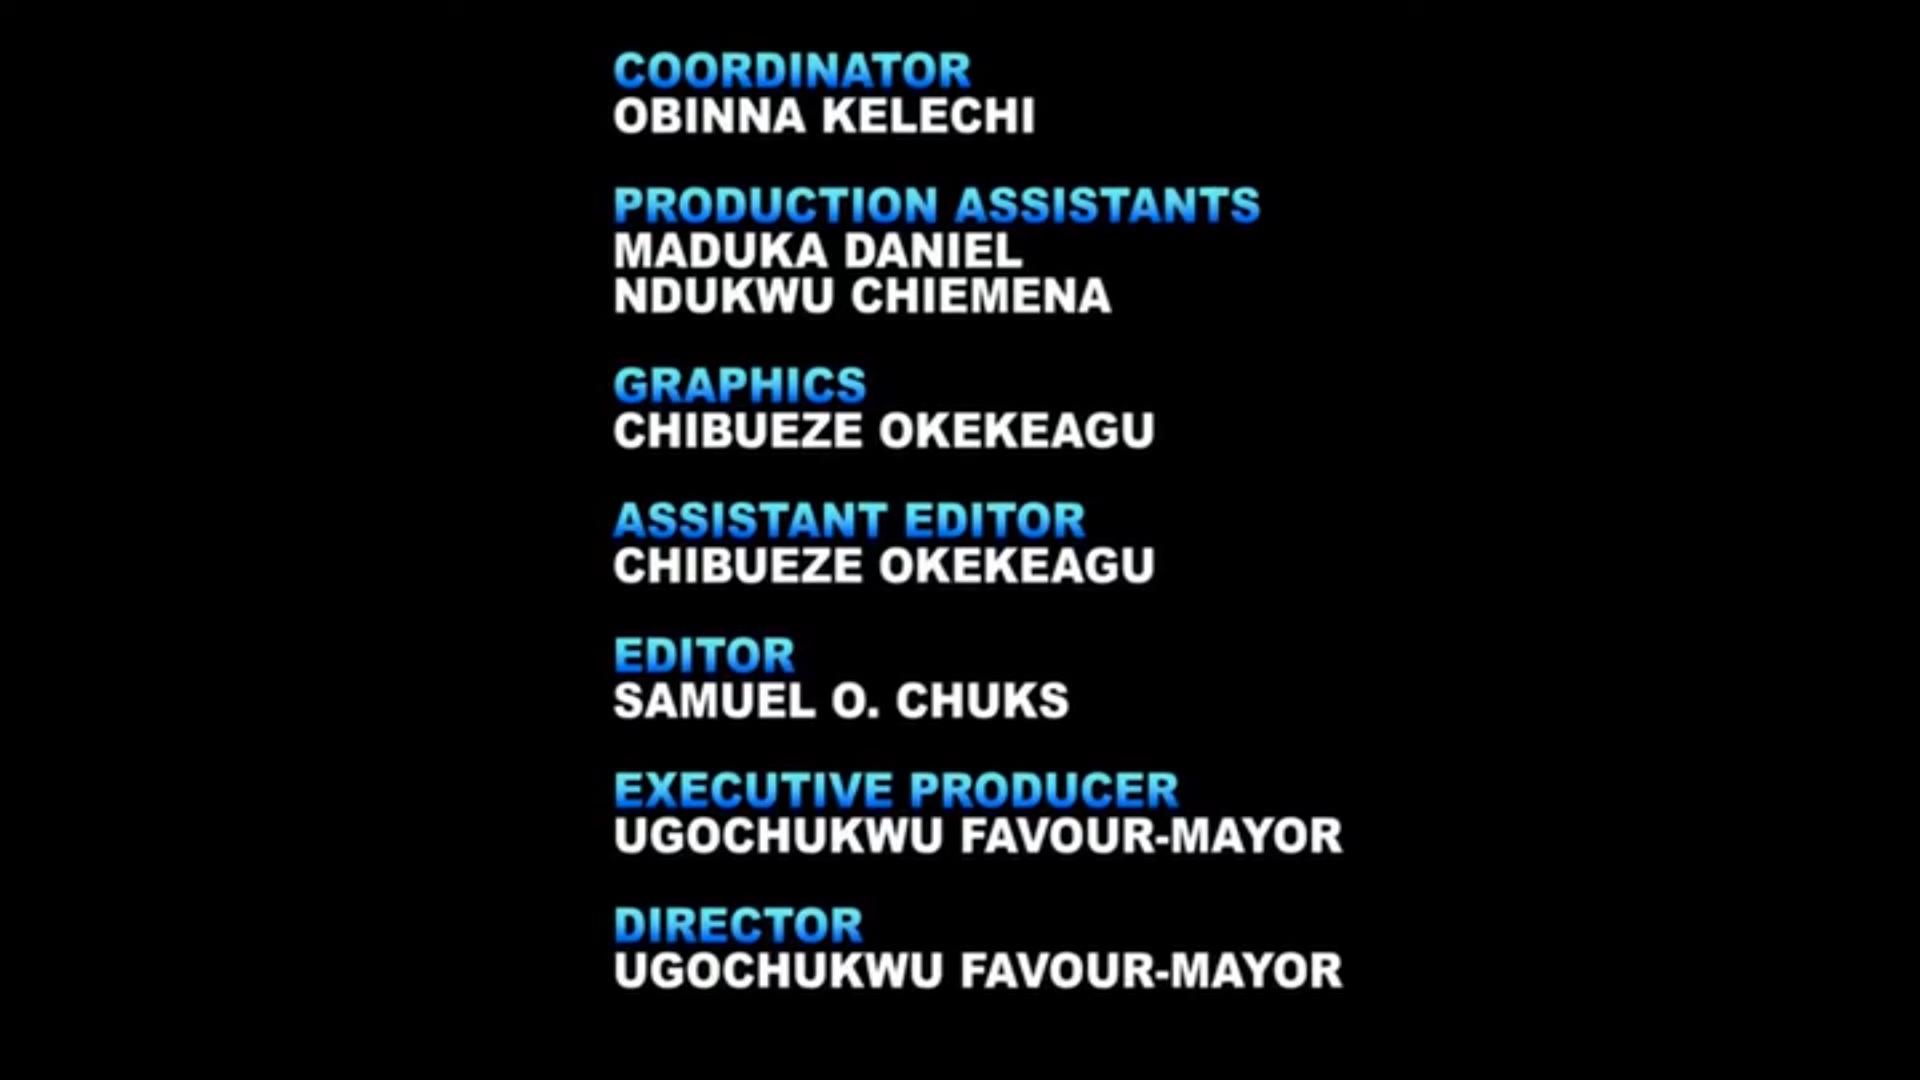 COORDINATOR
OBINNA KELECHI
PRODUCTION ASSISTANTS
MADUKA DANIEL
NDUKWU CHIEMENA
GRAPHICS
CHIBUEZE OKEKEAGU
ASSISTANT EDITOR
CHIBUEZE OKEKEAGU
EDITOR
SAMUEL O. CHUKS
EXECUTIVE PRODUCER
UGOCHUKWU FAVOUR-MAYOR
DIRECTOR
UGOCHUKWU FAVOUR-MAYOR